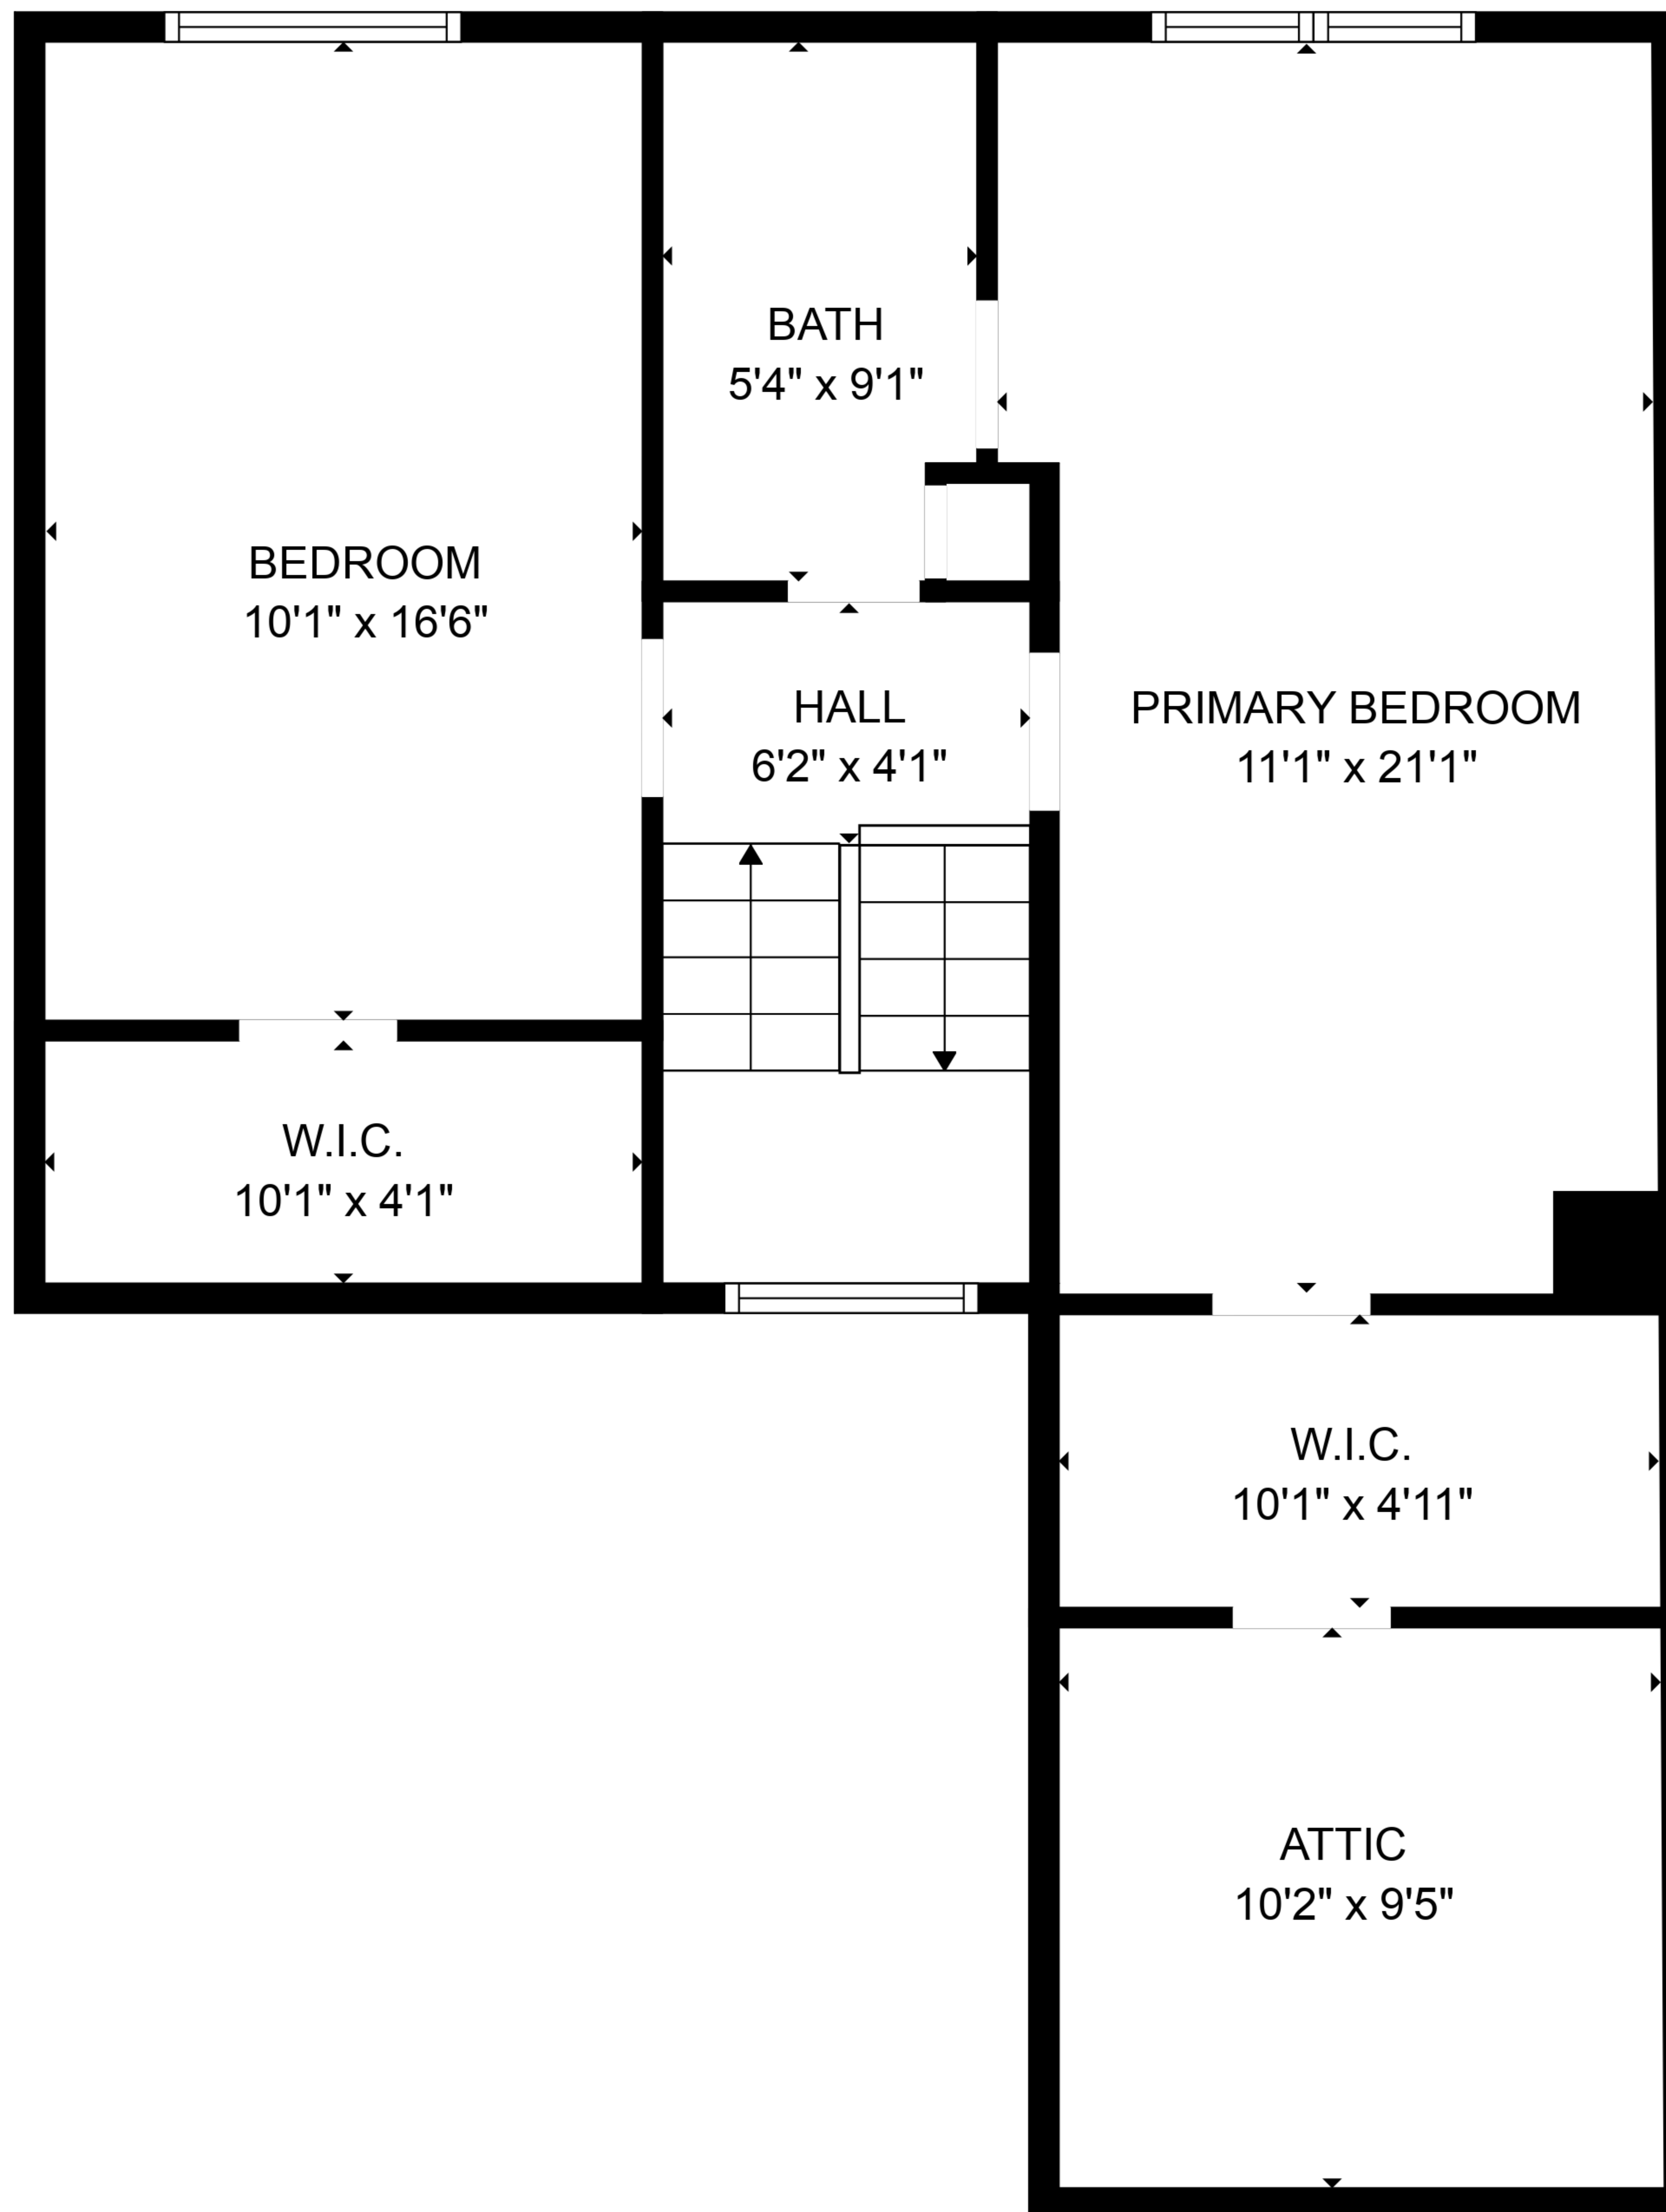 BATH
5'4" x 9'1"
BEDROOM
10'1" x 16'6"
HALL
6'2" x 4'1"
PRIMARY BEDROOM
11'1" x 21'1"
W.I.C.
10'1" x 4'1"
W.I.C.
10'1" x 4'11"
ATTIC
10'2" x 9'5"